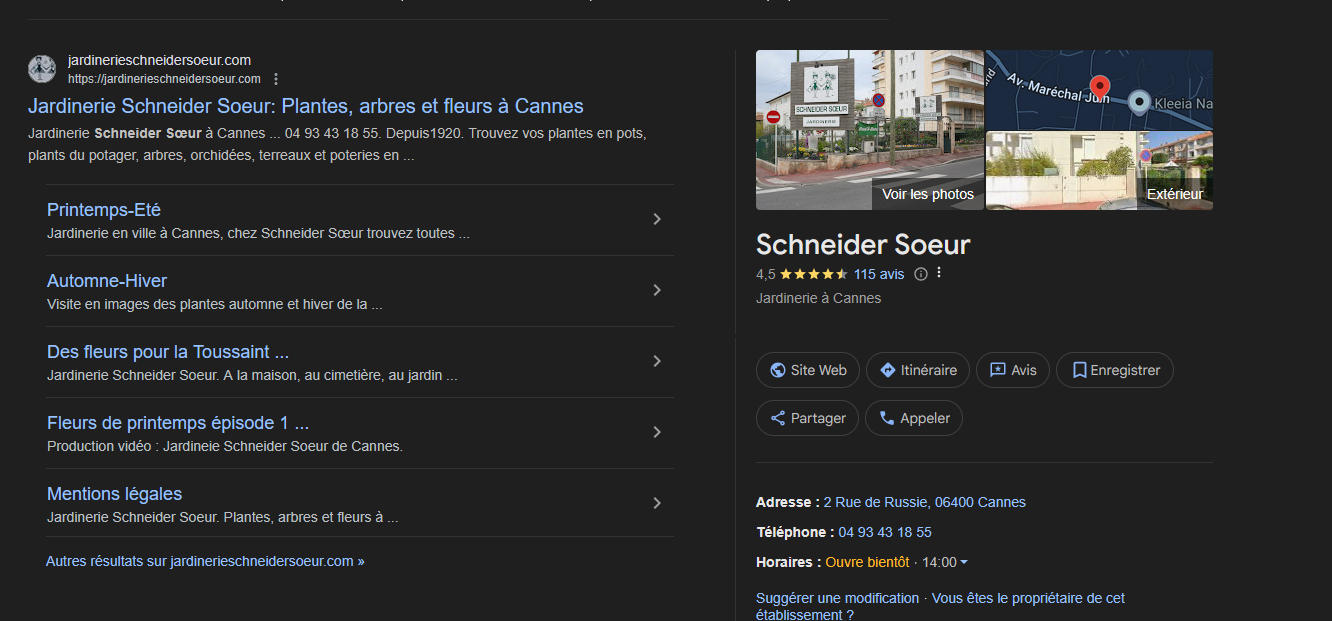 jardinerieschneidersoeur.com
https://jardinerieschneidersoeur.com
Jardinerie Schneider Soeur: Plantes, arbres et fleurs à Cannes
Jardinerie Schneider Sœur à Cannes ... 04 93 43 18 55. Depuis1920. Trouvez vos plantes en pots,
plants du potager, arbres, orchidées, terreaux et poteries en ...
Printemps-Eté
Jardinerie en ville à Cannes, chez Schneider Sœur trouvez toutes ...
Automne-Hiver
Visite en images des plantes automne et hiver de la ...
Des fleurs pour la Toussaint ...
Jardinerie Schneider Soeur. A la maison, au cimetière, au jardin ...
Fleurs de printemps épisode 1 ...
Production vidéo : Jardineie Schneider Soeur de Cannes.
Mentions légales
Jardinerie Schneider Soeur. Plantes, arbres et fleurs à ...
Autres résultats sur jardinerieschneidersoeur.com »
SCHNEIDER SŒUR
JARDINERIE
Voir les photos
Av. Maréchal Juin
Kleeia Na
Extérieur
Schneider Soeur
4,5 115 avis
Jardinerie à Cannes
Site Web
Itinéraire
Avis
Enregistrer
Partager
Appeler
Adresse : 2 Rue de Russie, 06400 Cannes
Téléphone : 04 93 43 18 55
Horaires : Ouvre bientôt · 14:00
Suggérer une modification · Vous êtes le propriétaire de cet
établissement ?